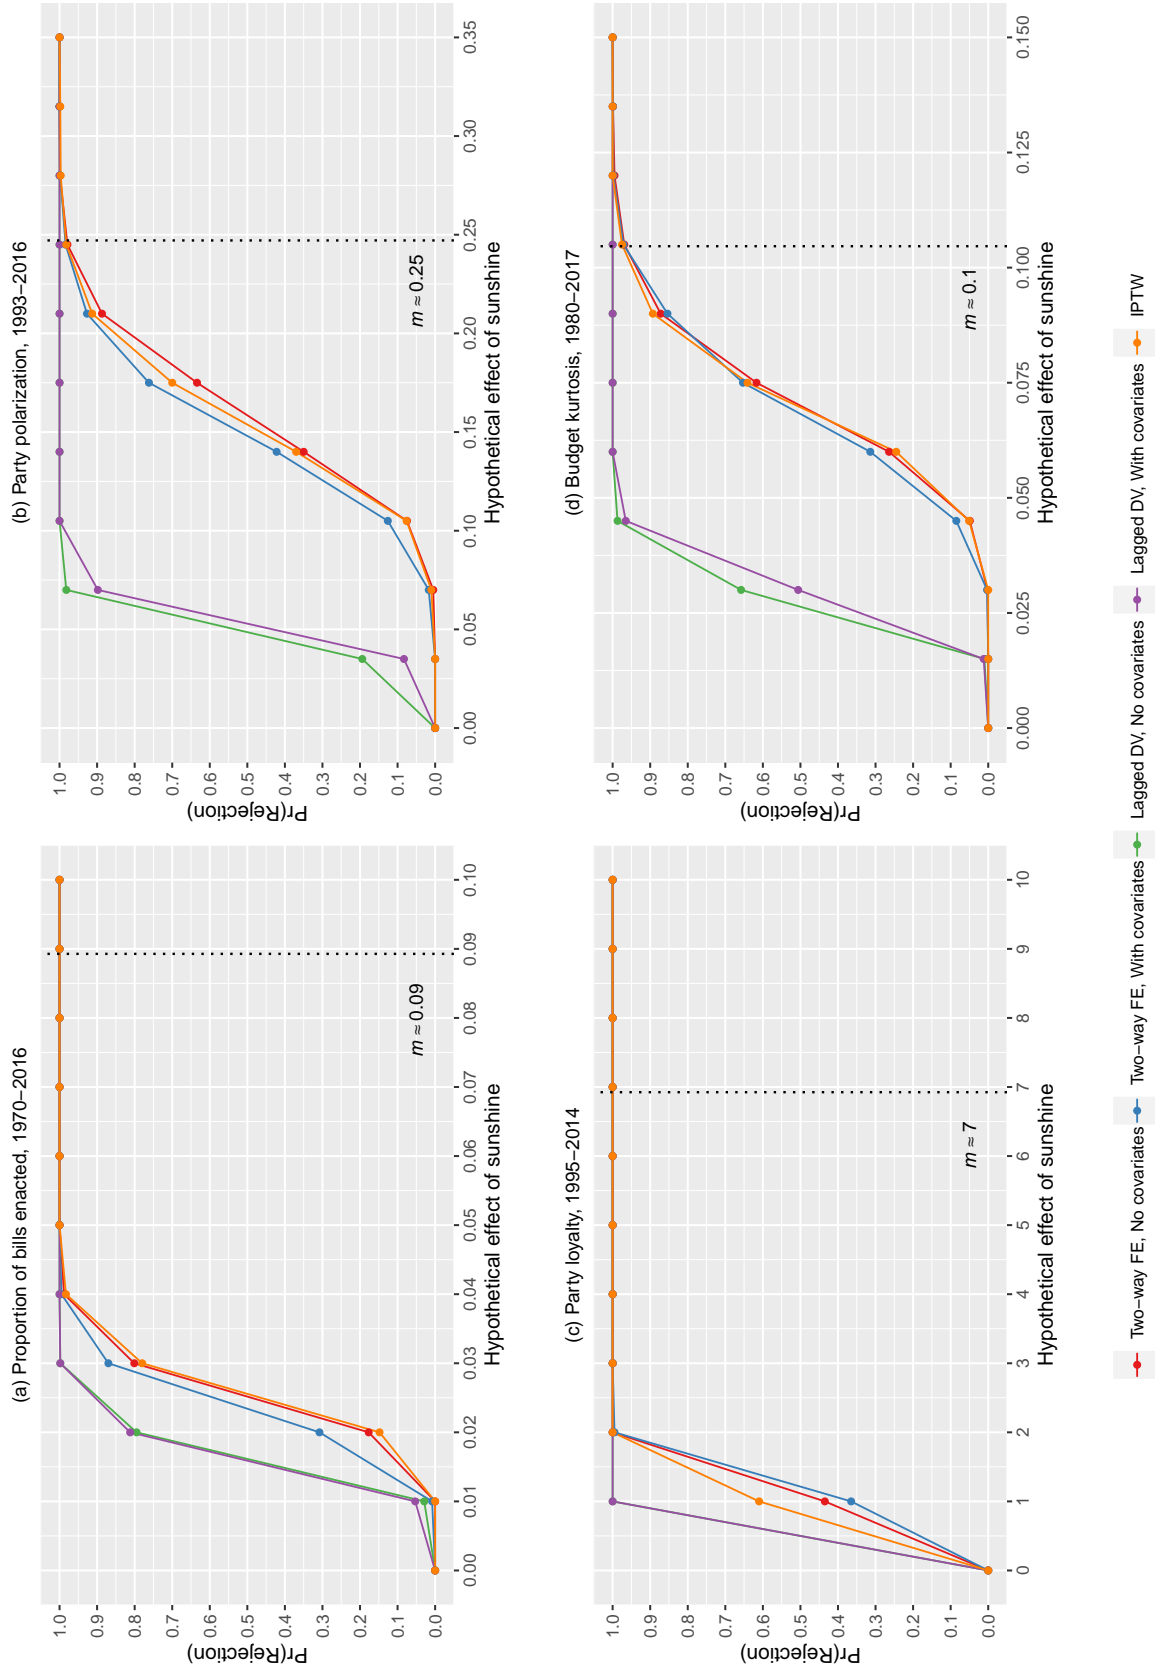 (a) Proportion of bills enacted, 1970−2016
Pr(Rejection)
1.0
0.9
0.8
0.7
0.6
0.5
0.4
0.3
0.2
0.1
0.0
m ≈ 0.09
0.00 0.01 0.02 0.03 0.04 0.05 0.06 0.07 0.08 0.09 0.10
Hypothetical effect of sunshine
(b) Party polarization, 1993−2016
Pr(Rejection)
1.0
0.9
0.8
0.7
0.6
0.5
0.4
0.3
0.2
0.1
0.0
m ≈ 0.25
0.00 0.05 0.10 0.15 0.20 0.25 0.30 0.35
Hypothetical effect of sunshine
(c) Party loyalty, 1995−2014
Pr(Rejection)
1.0
0.9
0.8
0.7
0.6
0.5
0.4
0.3
0.2
0.1
0.0
m ≈ 7
0 1 2 3 4 5 6 7 8 9 10
Hypothetical effect of sunshine
(d) Budget kurtosis, 1980−2017
Pr(Rejection)
1.0
0.9
0.8
0.7
0.6
0.5
0.4
0.3
0.2
0.1
0.0
m ≈ 0.1
0.000 0.025 0.050 0.075 0.100 0.125 0.150
Hypothetical effect of sunshine
Two−way FE, No covariates Two−way FE, With covariates Lagged DV, No covariates Lagged DV, With covariates IPTW